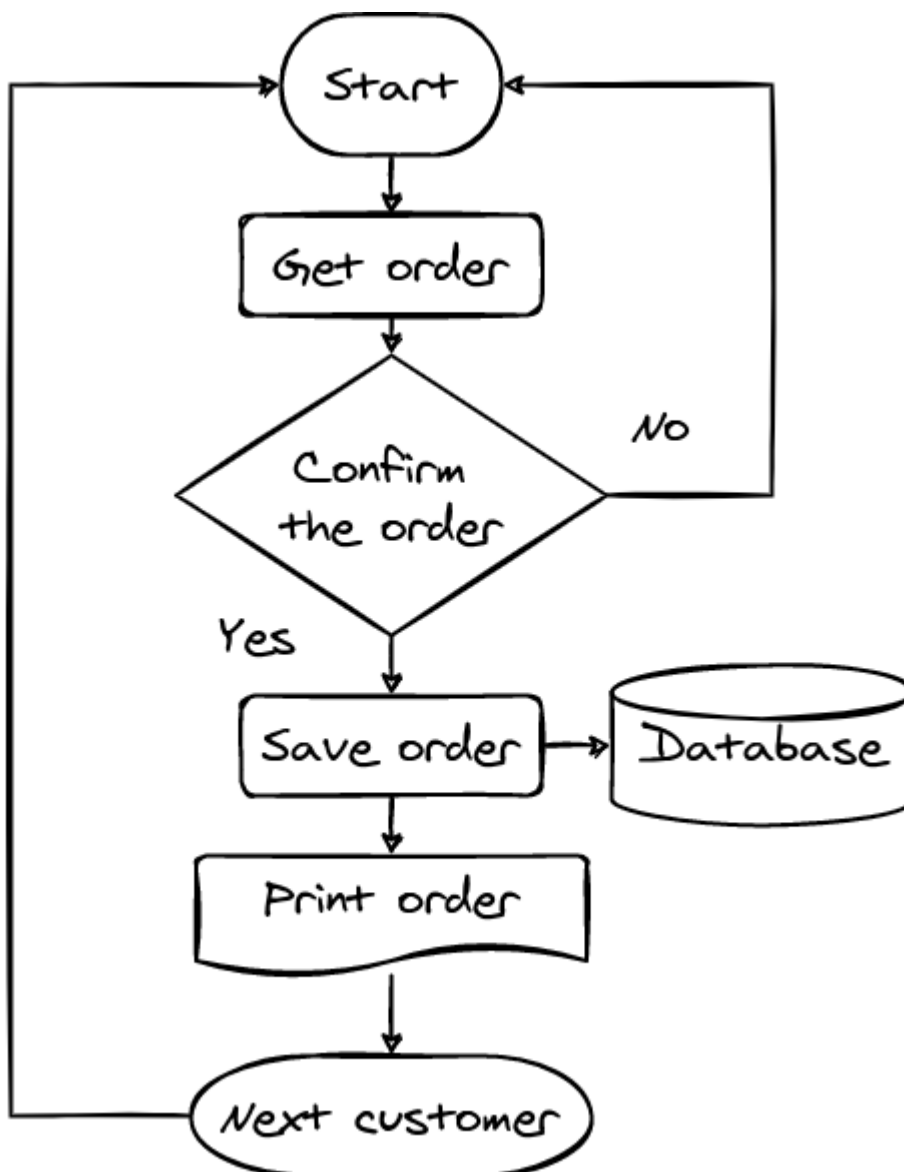 Start
Get order
No
Confirm
the order
Yes
Save order
Database
Print order
Next customer